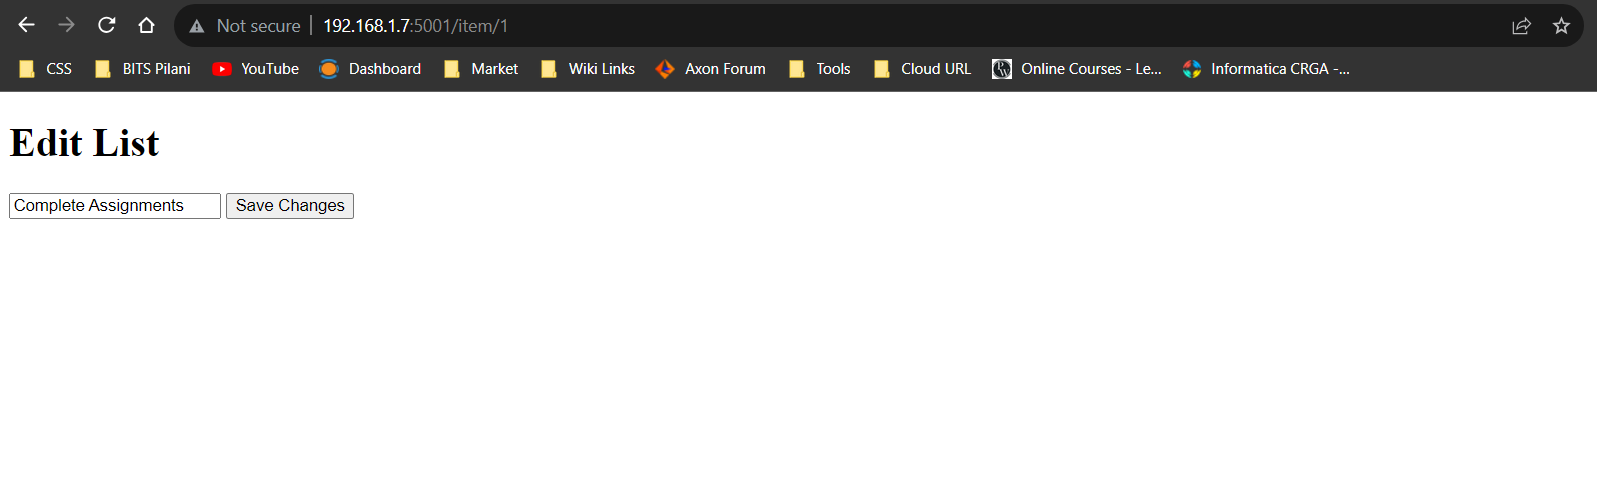 Not secure | 192.168.1.7:5001/item/1
CSS BITS Pilani YouTube Dashboard Market Wiki Links Axon Forum Tools Cloud URL Online Courses - Le... Informatica CRGA -...
Edit List
Complete Assignments Save Changes